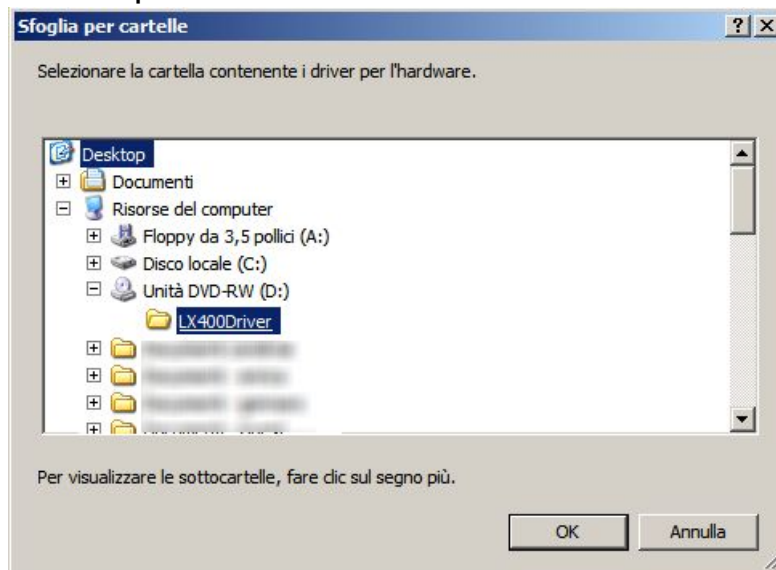 Sfoglia per cartelle
Selezionare la cartella contenente i driver per l'hardware.
Desktop
Documenti
Risorse del computer
Floppy da 3,5 pollici (A:)
Disco locale (C:)
Unità DVD-RW (D:)
LX400Driver
Per visualizzare le sottocartelle, fare clic sul segno più.
OK Annulla